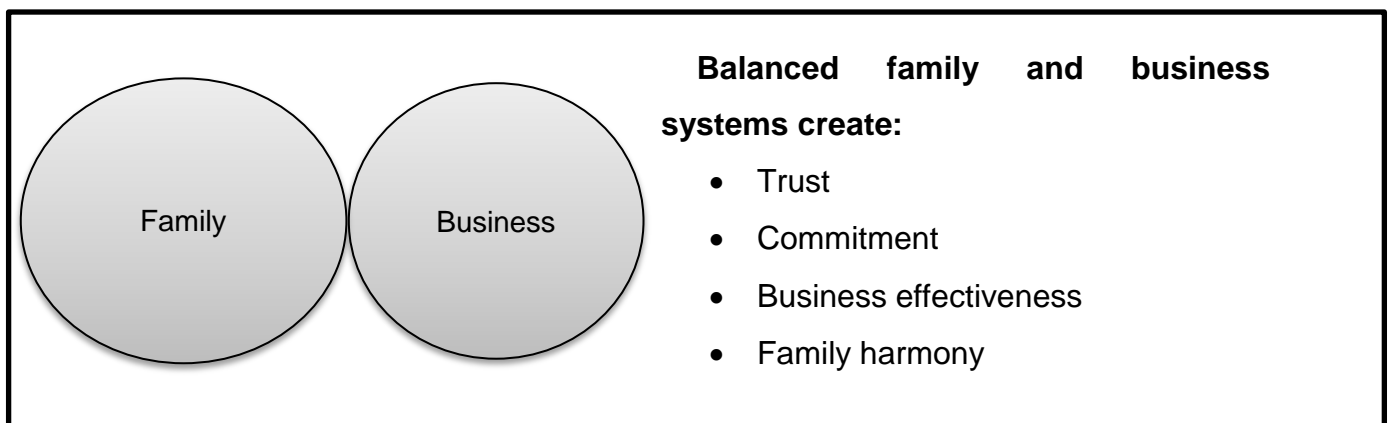 Family
Business
Balanced family and business
systems create:
• Trust
• Commitment
• Business effectiveness
• Family harmony